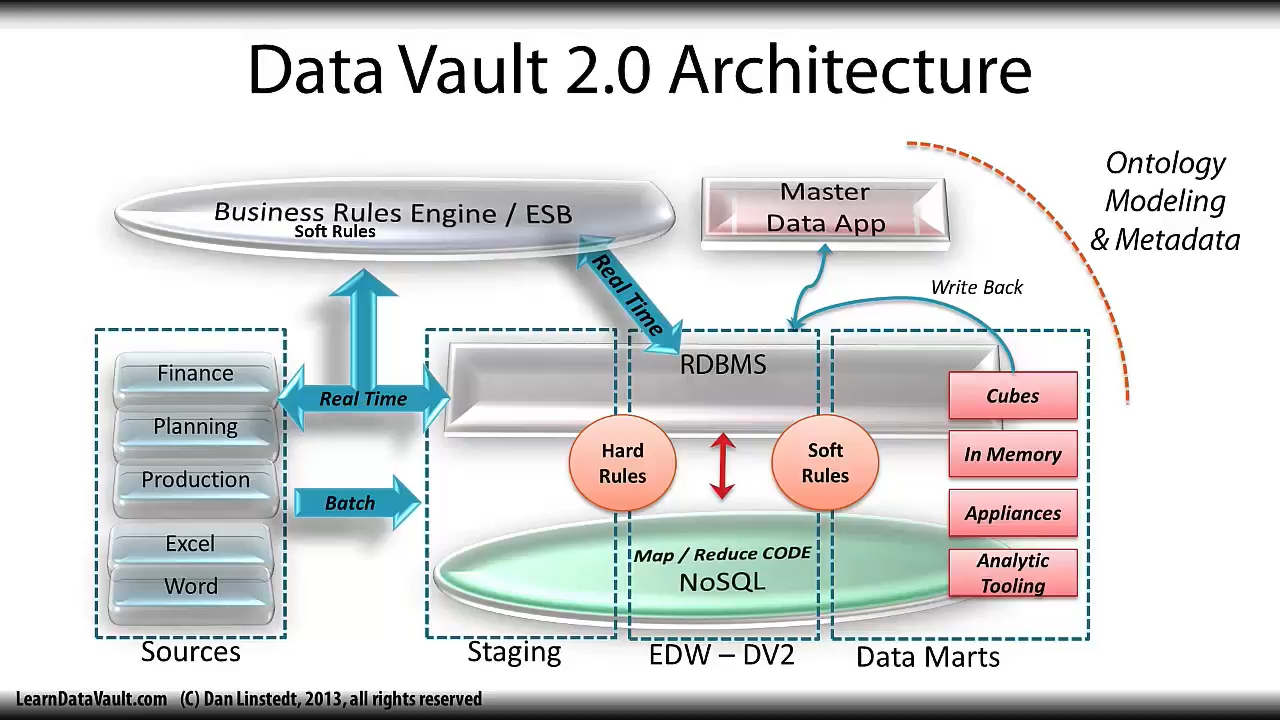 Data Vault 2.0 Architecture
Ontology
Modeling
& Metadata
Business Rules Engine / ESB
Soft Rules
Master
Data App
Real Time
Write Back
RDBMS
Finance
Planning
Production
Excel
Word
Real Time
Batch
Hard
Rules
Soft
Rules
Cubes
In Memory
Appliances
Analytic
Tooling
Map / Reduce CODE
NoSQL
Sources
Staging
EDW – DV2
Data Marts
LearnDataVault.com (C) Dan Linstedt, 2013, all rights reserved